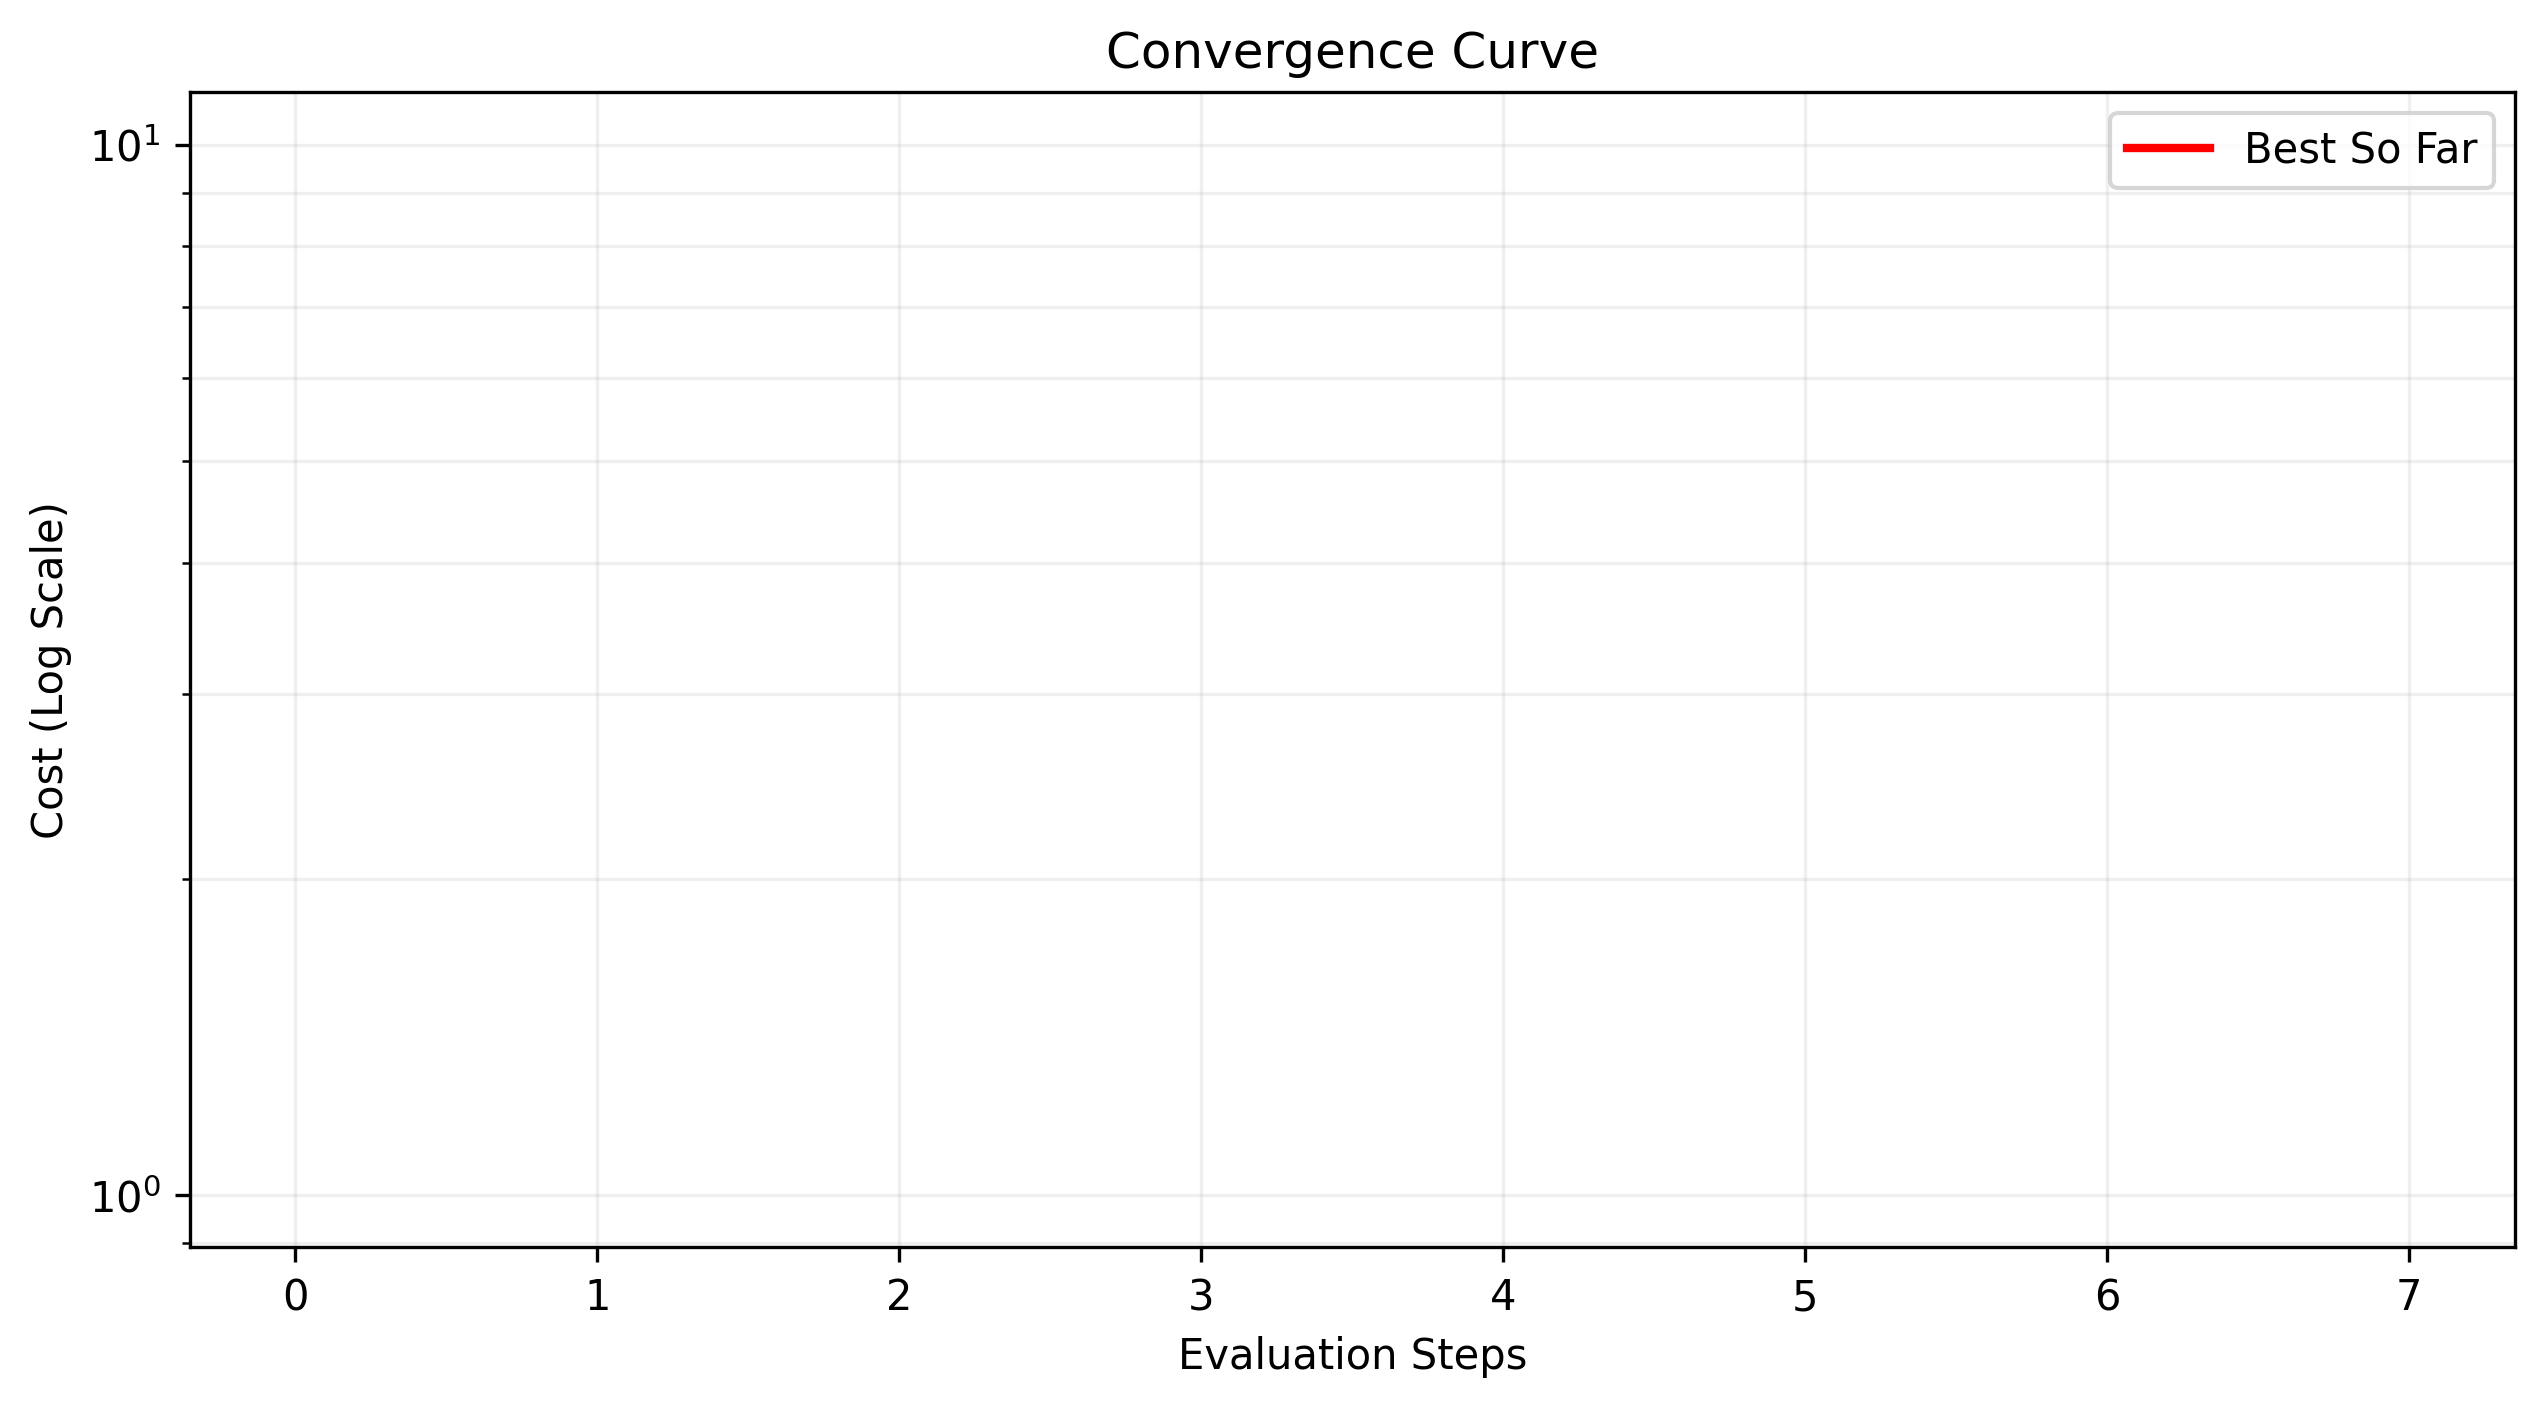 Convergence Curve
10¹
Best So Far
Cost (Log Scale)
10⁰
0 1 2 3 4 5 6 7
Evaluation Steps